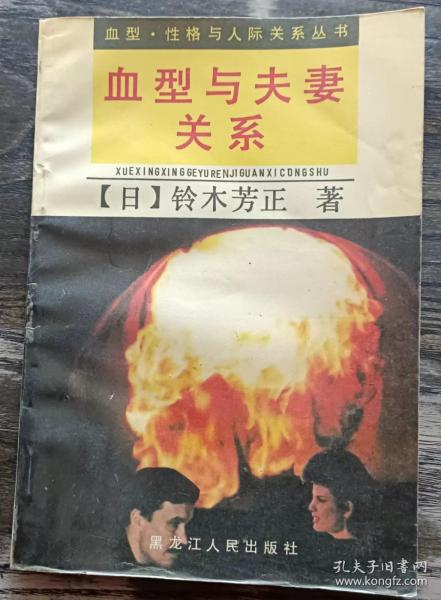 血型·性格与人际关系丛书
血型与夫妻
关系
XUEXINGXINGGEYURENJIGUANXICONGSHU
【日】铃木芳正 著
黑龙江人民出版社
孔夫子旧书网
www.kongfz.com